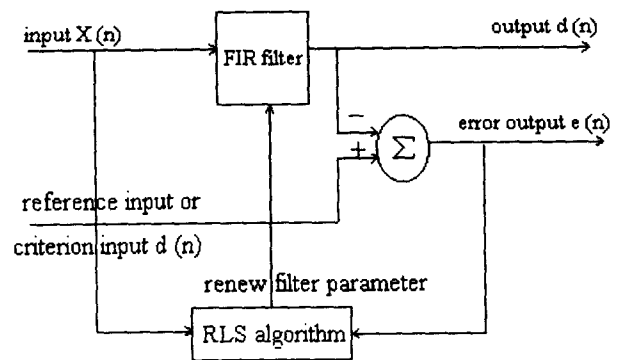 input X (n)
FIR filter
output d (n)
−
+
Σ
error output e (n)
reference input or
criterion input d (n)
renew filter parameter
RLS algorithm